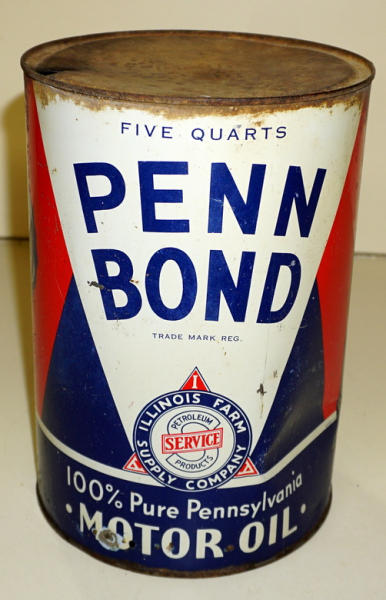 FIVE QUARTS
PENN
BOND
TRADE MARK REG.
I
ILLINOIS FARM
PETROLEUM
SERVICE
PRODUCTS
SUPPLY COMPANY
100% Pure Pennsylvania
• MOTOR OIL •